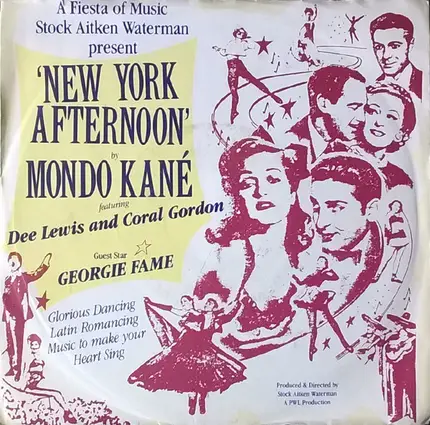 A Fiesta of Music
Stock Aitken Waterman
present
'NEW YORK
AFTERNOON'
by
MONDO KANÉ
featuring
Dee Lewis and Coral Gordon
Guest Star
GEORGIE FAME
Glorious Dancing
Latin Romancing
Music to make your
Heart Sing
Produced & Directed by
Stock Aitken Waterman
A PWL Production